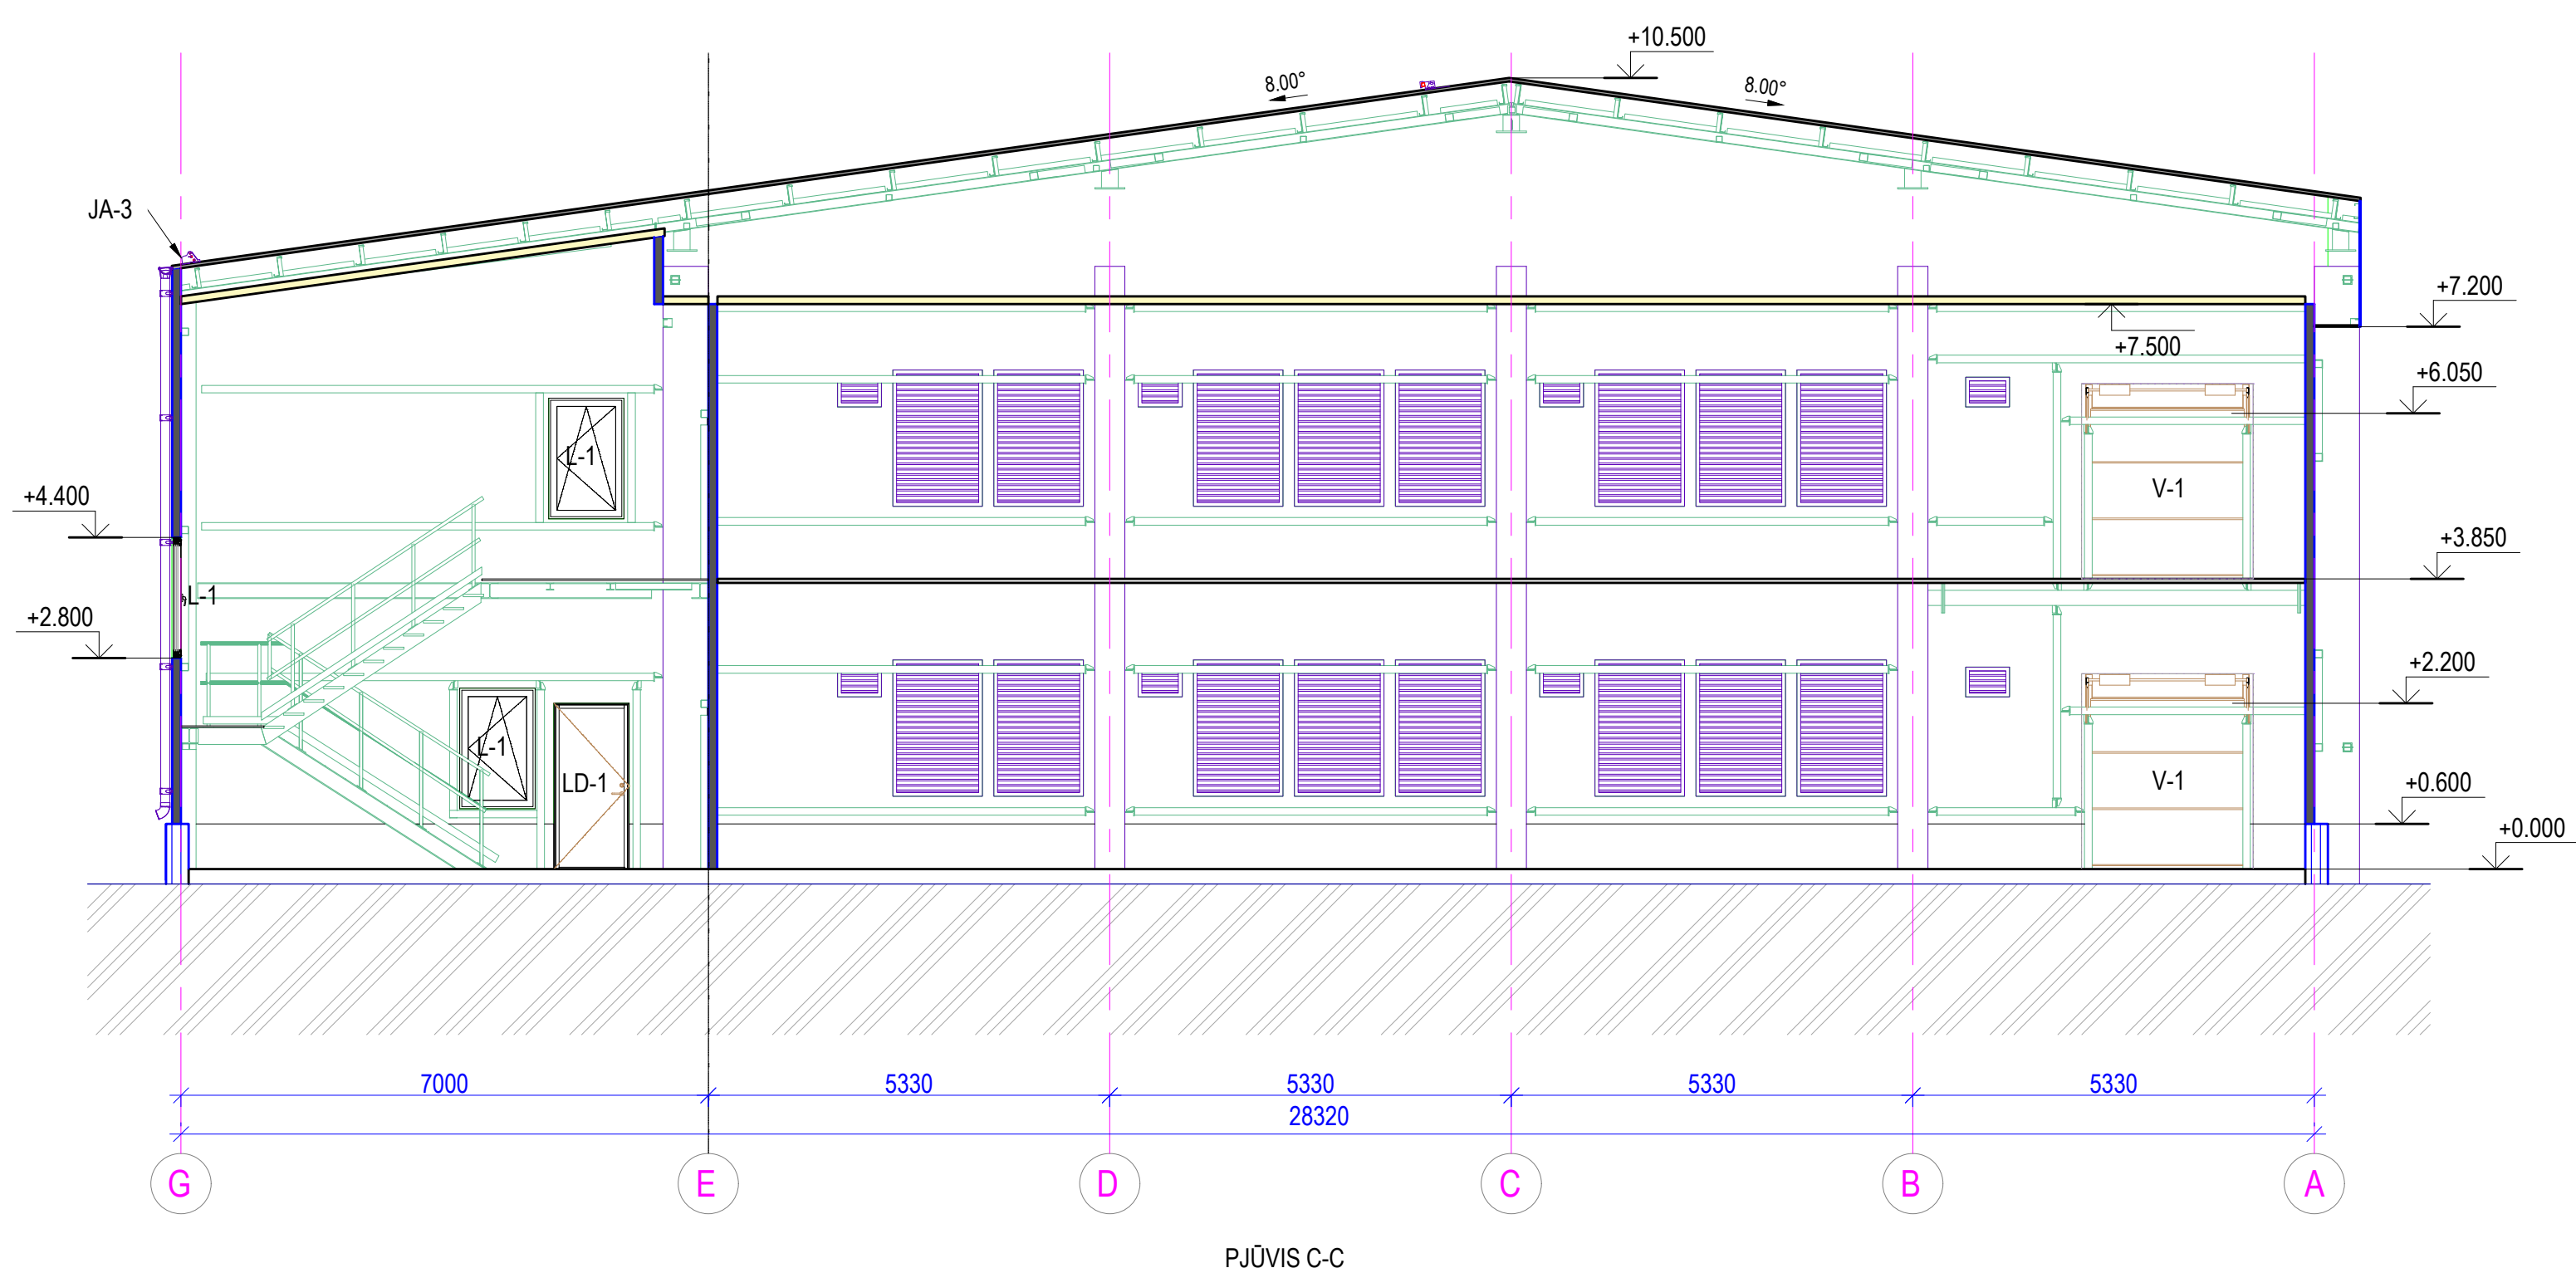 +10.500
8.00°
8.00°
JA-3
+7.200
+7.500
+6.050
L-1
+4.400
V-1
+3.850
L-1
+2.800
+2.200
L-1
LD-1
V-1
+0.600
+0.000
7000
5330
5330
5330
5330
28320
G
E
D
C
B
A
PJŪVIS C-C